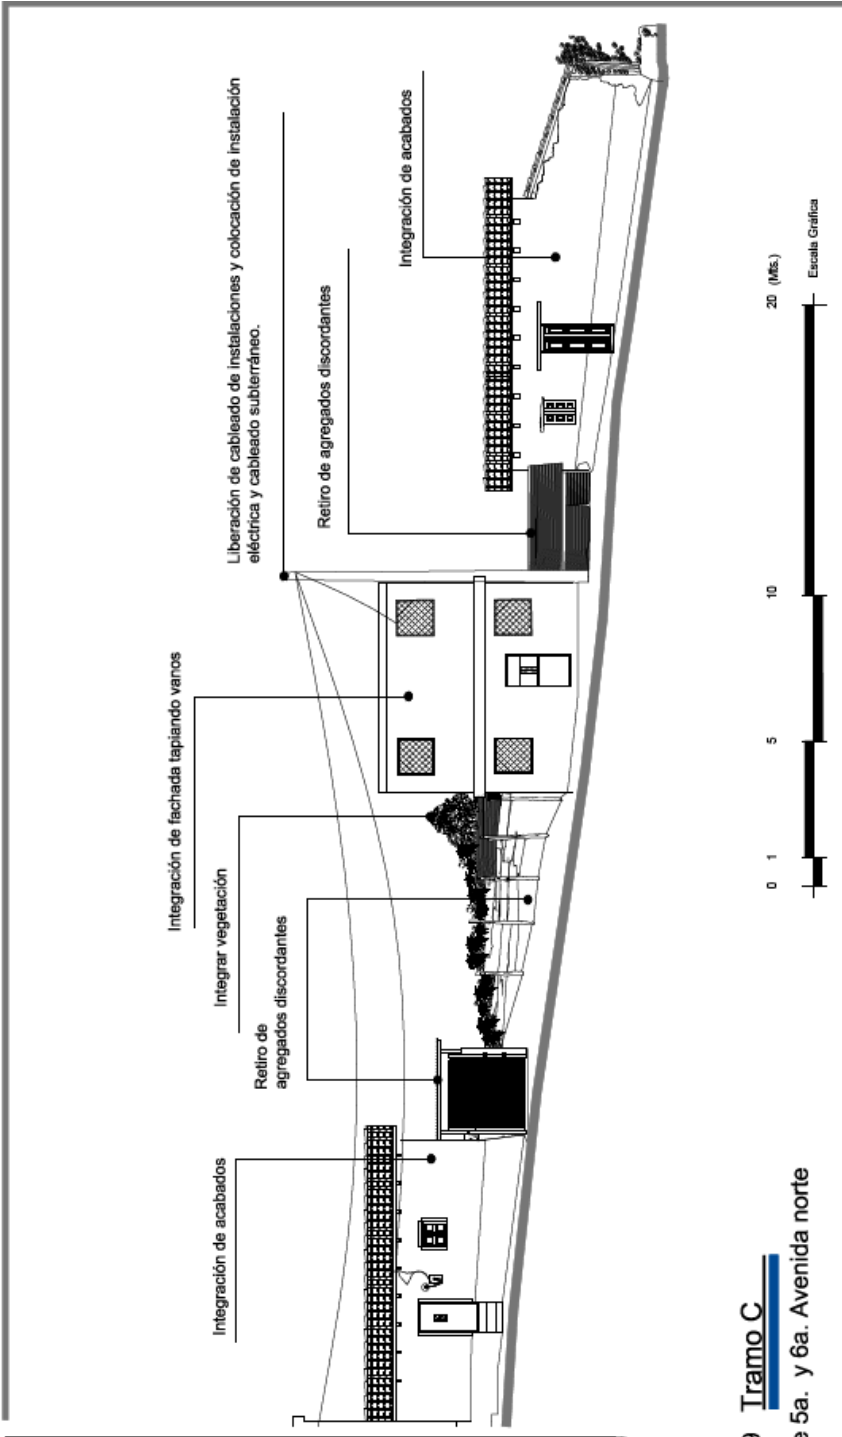 Integración de acabados
Retiro de
agregados discordantes
Integrar vegetación
Integración de fachada tapiando vanos
Liberación de cableado de instalaciones y colocación de instalación
eléctrica y cableado subterráneo.
Retiro de agregados discordantes
Integración de acabados
0 1 5 10 20 (Mts.)
Escala Gráfica
Tramo C
5a. y 6a. Avenida norte